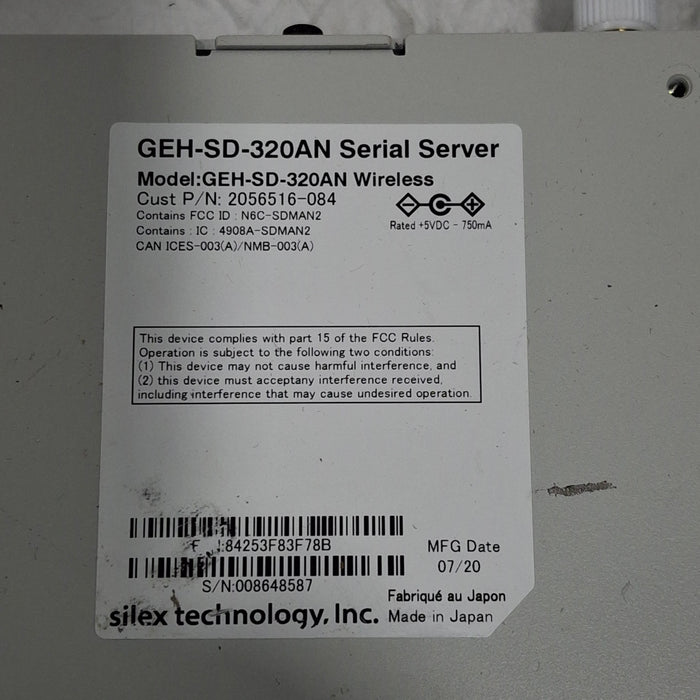 GEH-SD-320AN Serial Server
Model:GEH-SD-320AN Wireless
Cust P/N: 2056516-084
Contains FCC ID : N6C-SDMAN2
Contains : IC : 4908A-SDMAN2
CAN ICES-003(A)/NMB-003(A)
Rated +5VDC - 750mA
This device complies with part 15 of the FCC Rules.
Operation is subject to the following two conditions:
(1) This device may not cause harmful interference, and
(2) this device must acceptany interference received,
including interference that may cause undesired operation.
:84253F83F78B
S/N:008648587
MFG Date
07/20
silex technology, Inc.
Fabriqué au Japon
Made in Japan